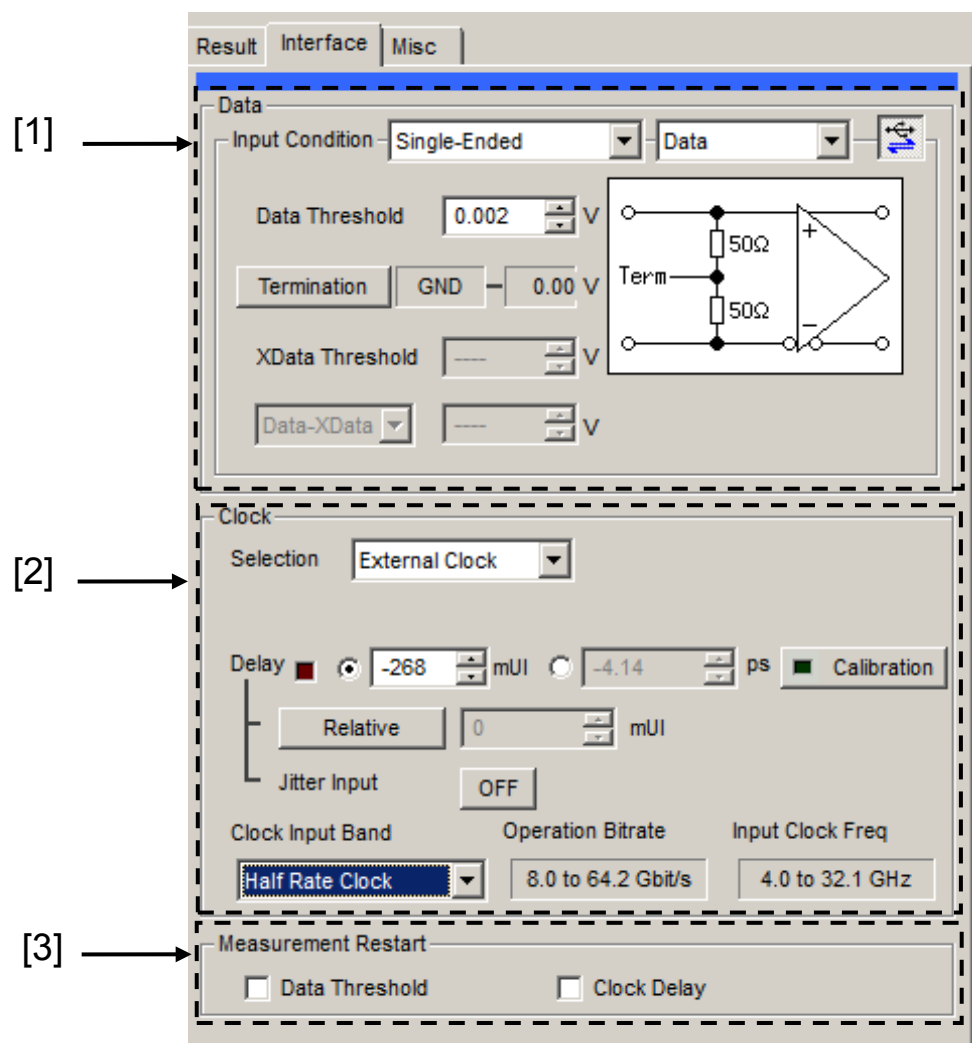 Result Interface Misc
[1]
Data
Input Condition Single-Ended Data
Data Threshold 0.002 V
50Ω
+
Termination GND – 0.00 V
Term
50Ω
−
XData Threshold ---- V
Data-XData ---- V
Clock
[2]
Selection External Clock
Delay -268 mUI -4.14 ps Calibration
Relative 0 mUI
Jitter Input OFF
Clock Input Band Operation Bitrate Input Clock Freq
Half Rate Clock 8.0 to 64.2 Gbit/s 4.0 to 32.1 GHz
[3]
Measurement Restart
Data Threshold Clock Delay